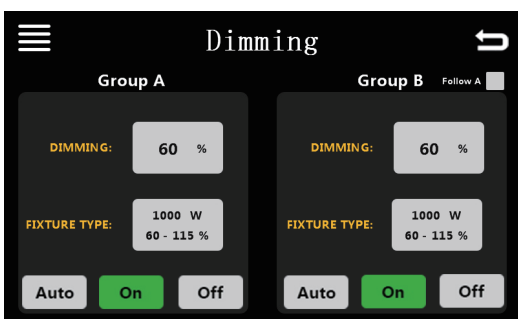 Dimming
Group A
Group B Follow A
DIMMING: 60 %
DIMMING: 60 %
FIXTURE TYPE: 1000 W
60 - 115 %
FIXTURE TYPE: 1000 W
60 - 115 %
Auto On Off
Auto On Off